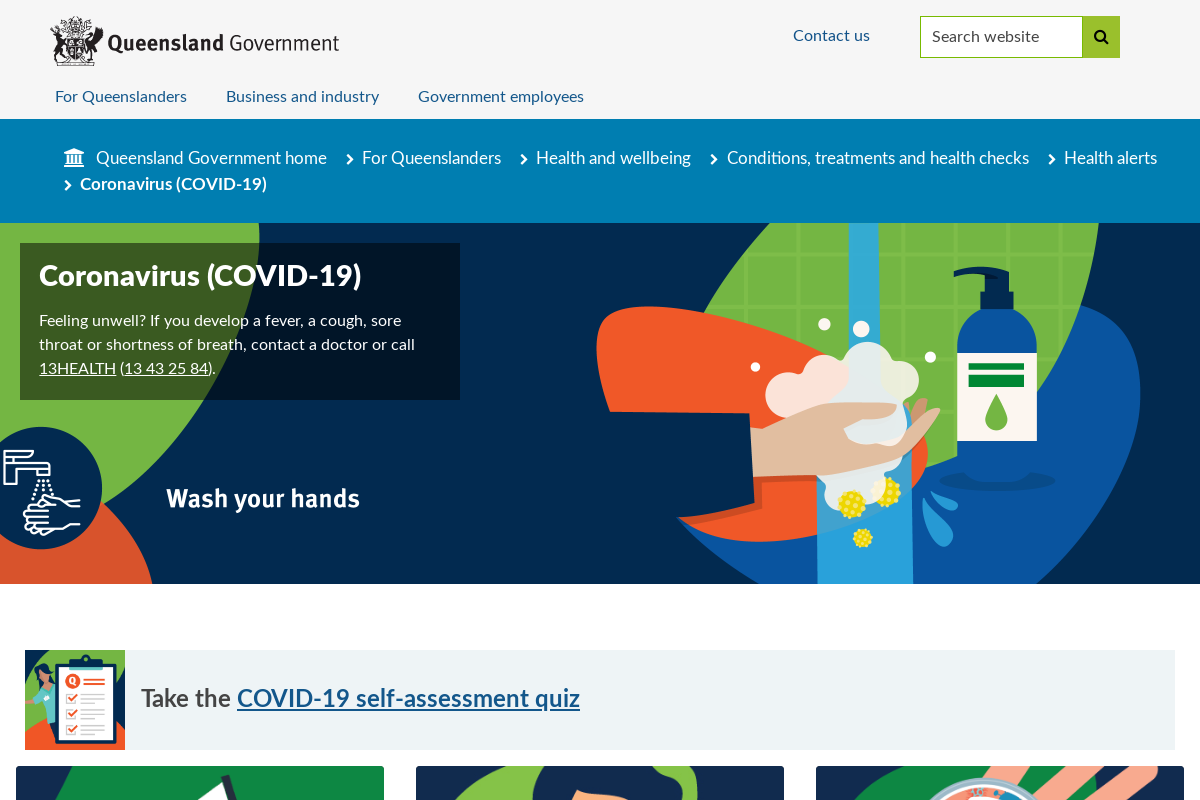 Queensland Government
Contact us
Search website
For Queenslanders
Business and industry
Government employees
Queensland Government home
For Queenslanders
Health and wellbeing
Conditions, treatments and health checks
Health alerts
Coronavirus (COVID-19)
Coronavirus (COVID-19)
Feeling unwell? If you develop a fever, a cough, sore
throat or shortness of breath, contact a doctor or call
13HEALTH (13 43 25 84).
Wash your hands
Q
Take the COVID-19 self-assessment quiz